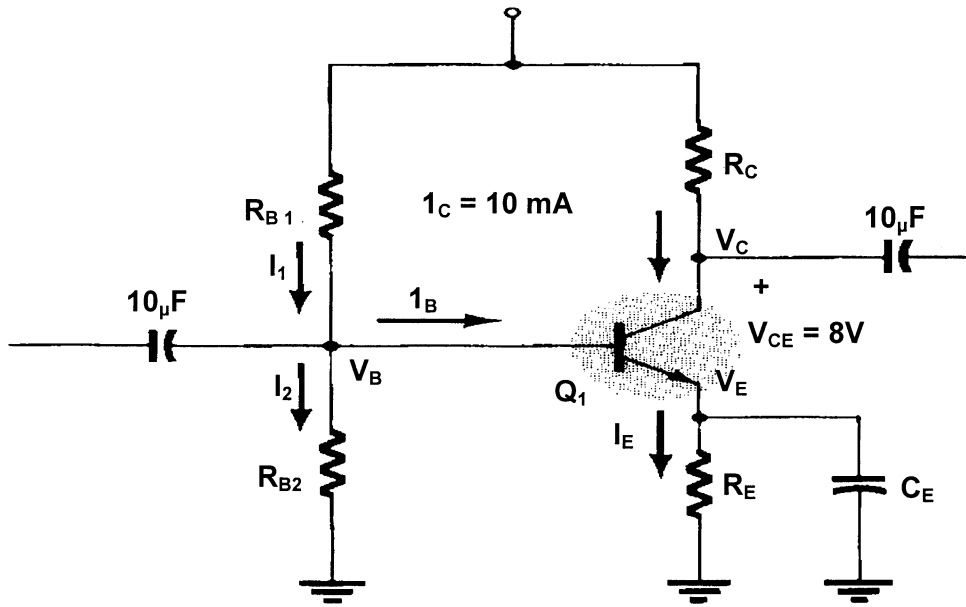 R_C
R_B1
1_C = 10 mA
10µF
V_C
I_1
+
10µF
1_B
V_CE = 8V
V_B
V_E
I_2
Q_1
I_E
R_B2
R_E
C_E